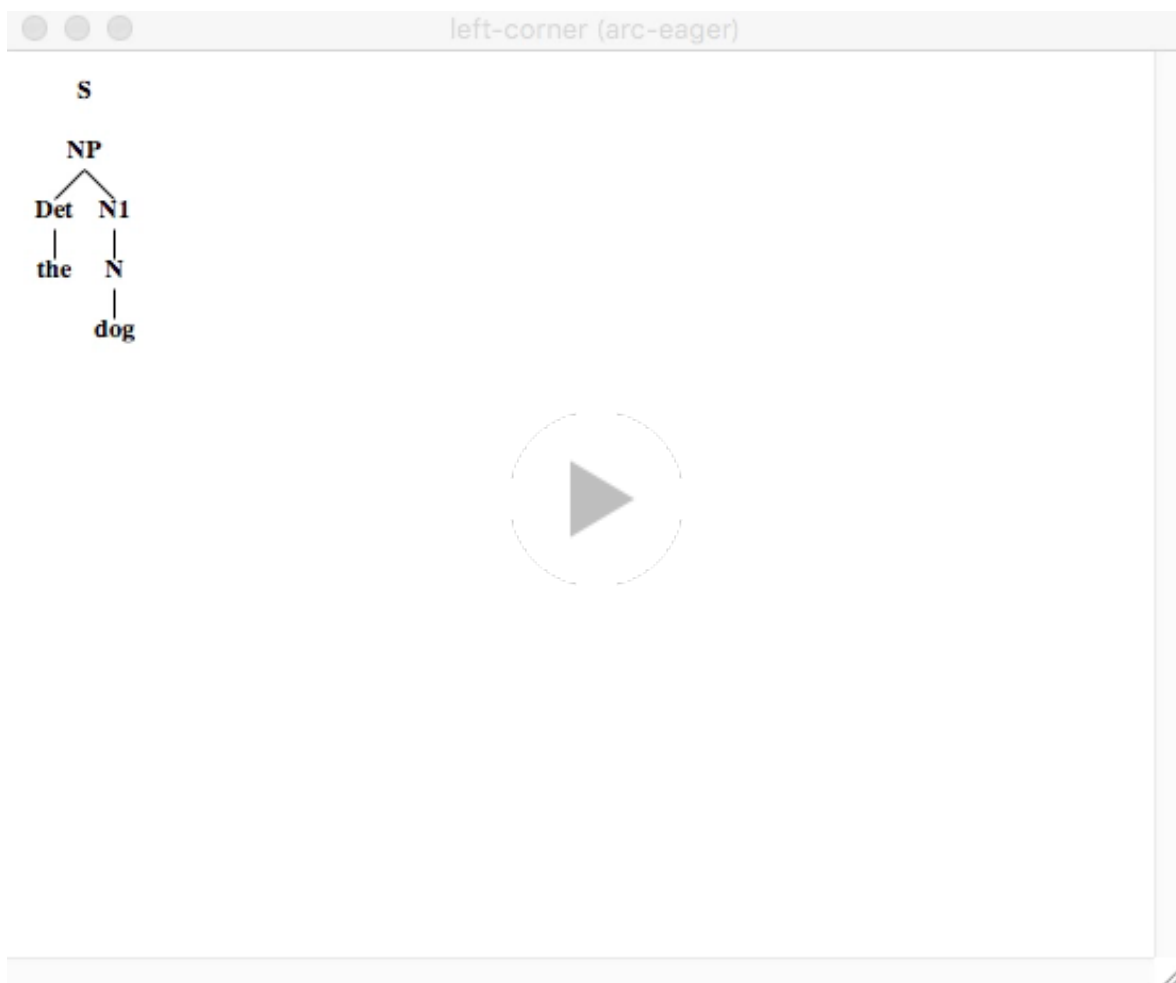 left-corner (arc-eager)
S
NP
Det N1
the N
dog